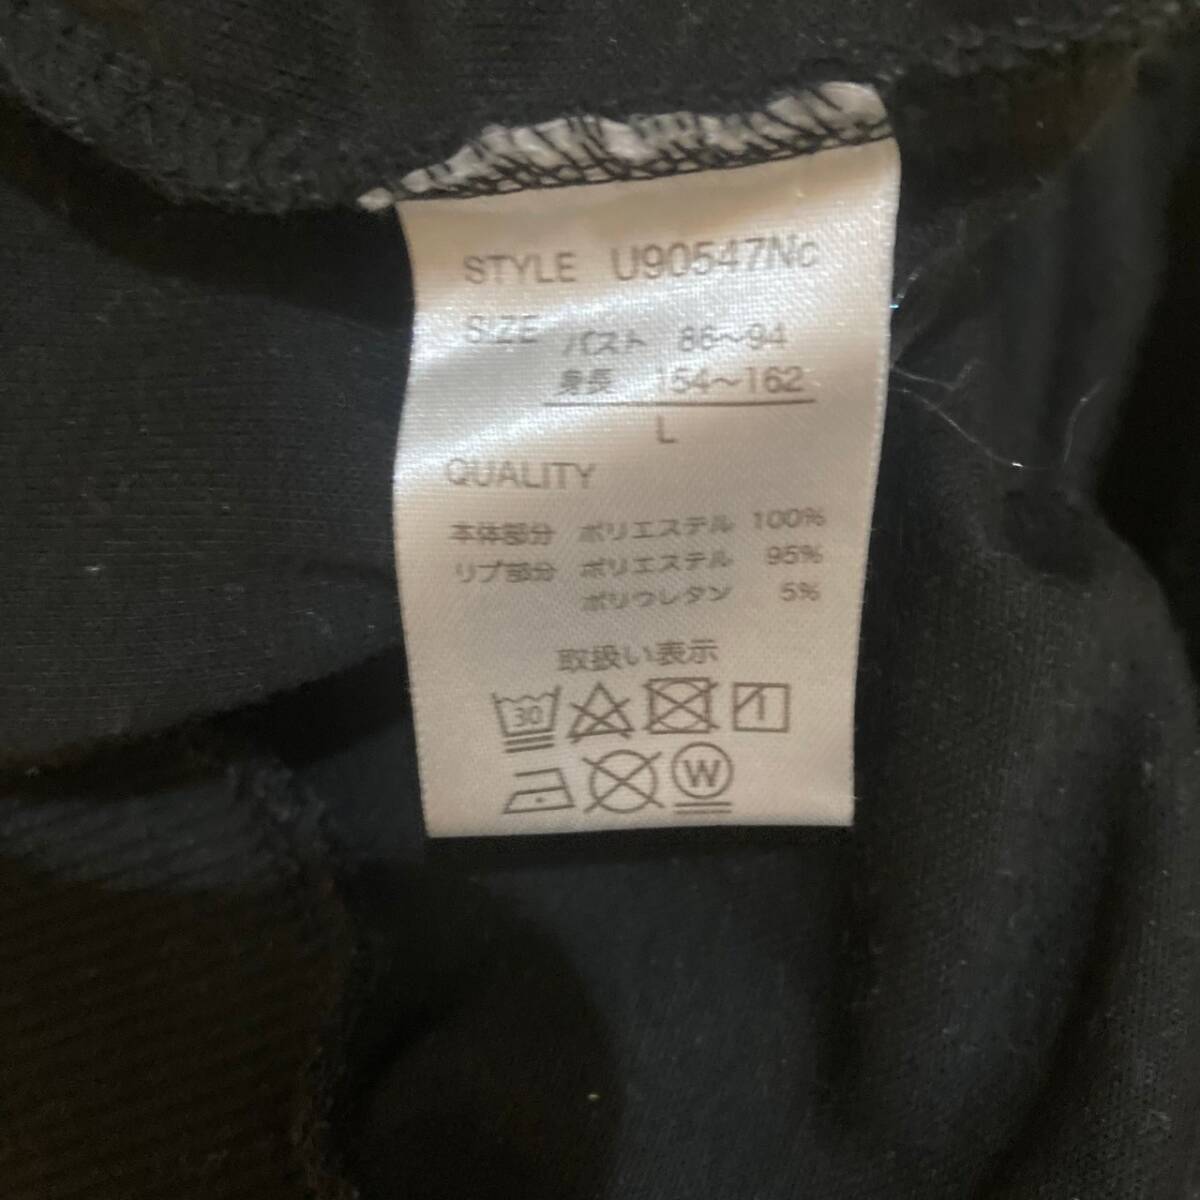 STYLE U90547Nc
SIZE バスト 86～94
身長 154～162
L
QUALITY
本体部分 ポリエステル 100%
リブ部分 ポリエステル 95%
ポリウレタン 5%
取扱い表示
30
W